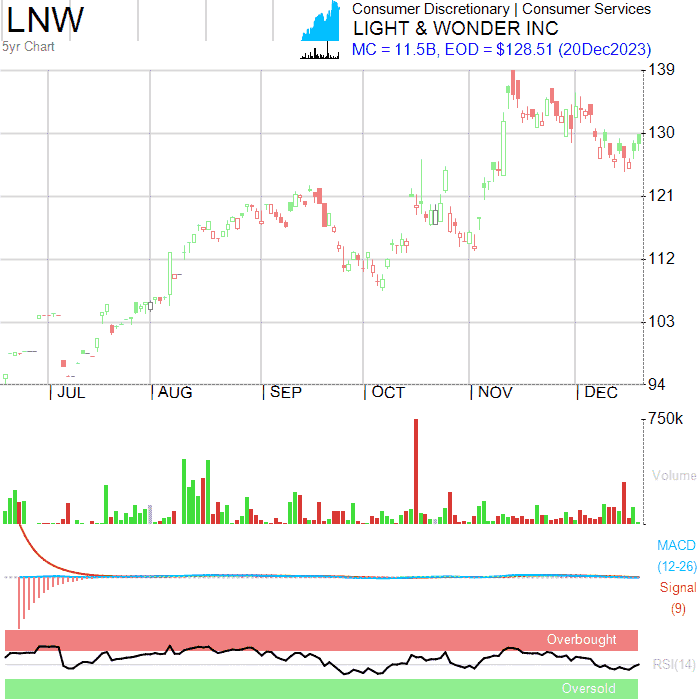 LNW
5yr Chart
Consumer Discretionary | Consumer Services
LIGHT & WONDER INC
MC = 11.5B, EOD = $128.51 (20Dec2023)
139
130
121
112
103
94
JUL AUG SEP OCT NOV DEC
750k
Volume
MACD
(12-26)
Signal
(9)
Overbought
RSI(14)
Oversold